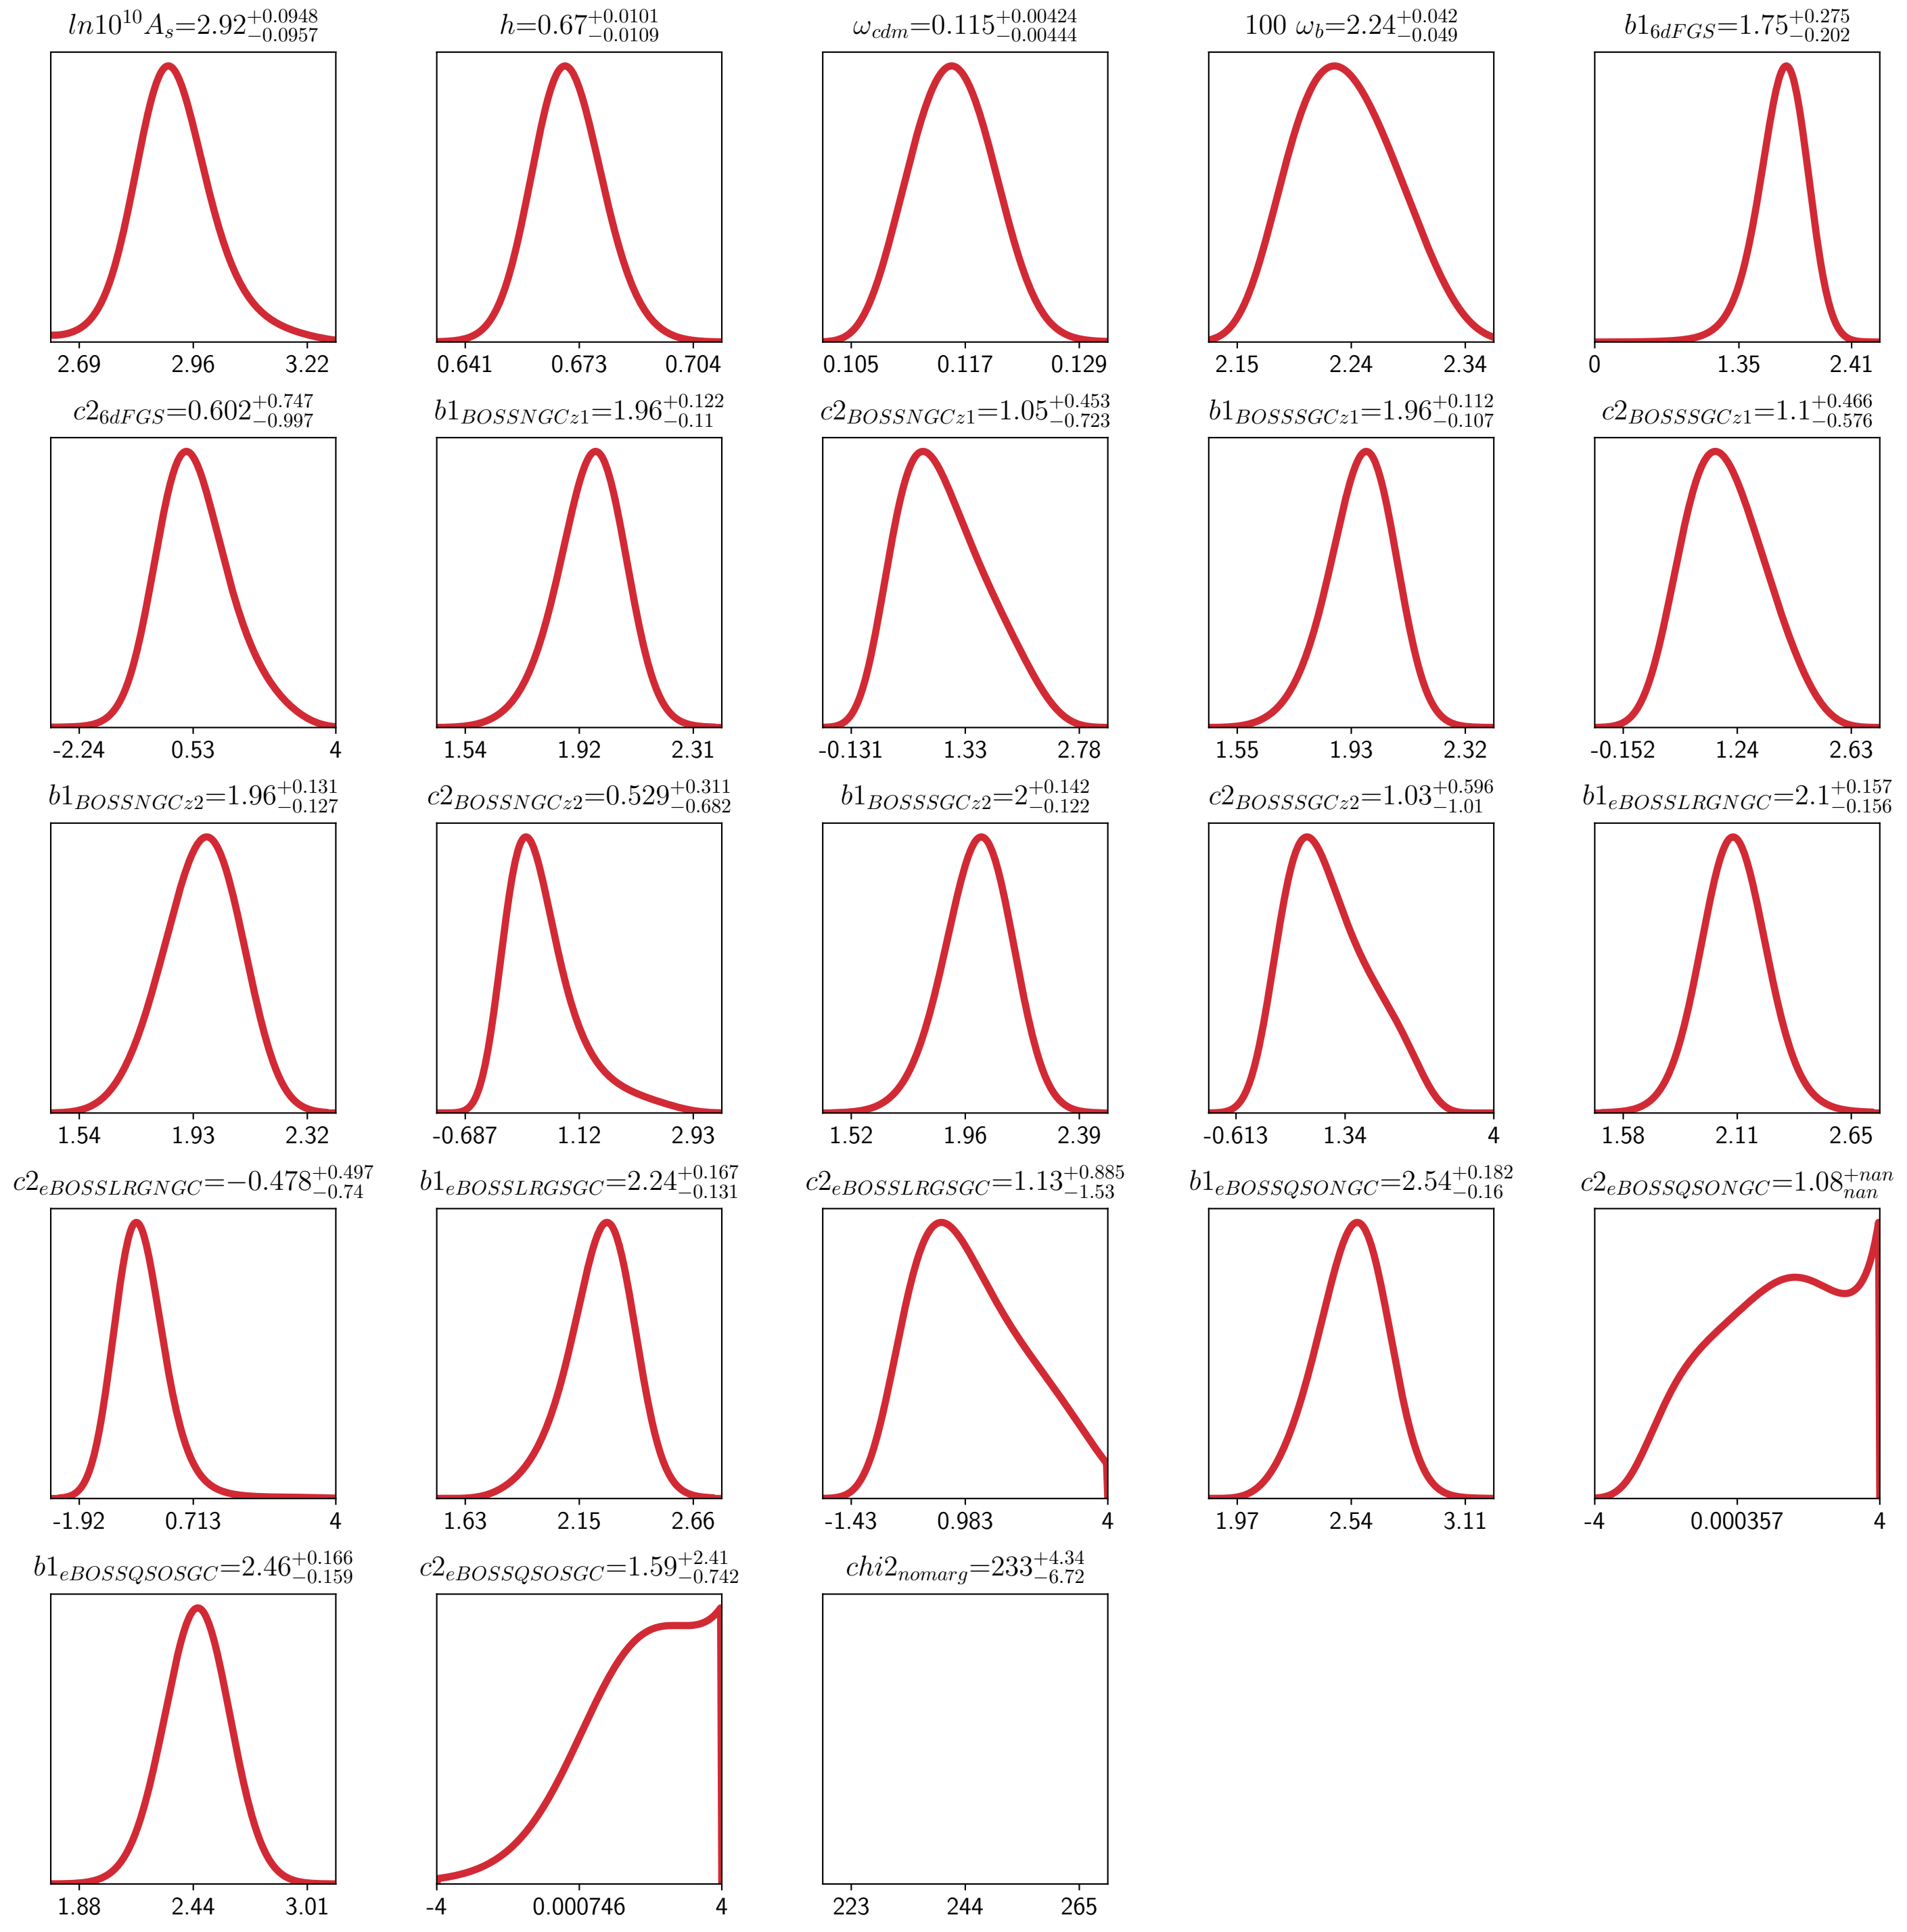 ln10^{10}A_s=2.92^{+0.0948}_{-0.0957} h=0.67^{+0.0101}_{-0.0109} ω_{cdm}=0.115^{+0.00424}_{-0.00444} 100 ω_b=2.24^{+0.042}_{-0.049} b1_{6dFGS}=1.75^{+0.275}_{-0.202}
2.69 2.96 3.22 0.641 0.673 0.704 0.105 0.117 0.129 2.15 2.24 2.34 0 1.35 2.41
c2_{6dFGS}=0.602^{+0.747}_{-0.997} b1_{BOSSNGCz1}=1.96^{+0.122}_{-0.11} c2_{BOSSNGCz1}=1.05^{+0.453}_{-0.723} b1_{BOSSSGCz1}=1.96^{+0.112}_{-0.107} c2_{BOSSSGCz1}=1.1^{+0.466}_{-0.576}
-2.24 0.53 4 1.54 1.92 2.31 -0.131 1.33 2.78 1.55 1.93 2.32 -0.152 1.24 2.63
b1_{BOSSNGCz2}=1.96^{+0.131}_{-0.127} c2_{BOSSNGCz2}=0.529^{+0.311}_{-0.682} b1_{BOSSSGCz2}=2^{+0.142}_{-0.122} c2_{BOSSSGCz2}=1.03^{+0.596}_{-1.01} b1_{eBOSSLRGNGC}=2.1^{+0.157}_{-0.156}
1.54 1.93 2.32 -0.687 1.12 2.93 1.52 1.96 2.39 -0.613 1.34 4 1.58 2.11 2.65
c2_{eBOSSLRGNGC}=−0.478^{+0.497}_{-0.74} b1_{eBOSSLRGSGC}=2.24^{+0.167}_{-0.131} c2_{eBOSSLRGSGC}=1.13^{+0.885}_{-1.53} b1_{eBOSSQSONGC}=2.54^{+0.182}_{-0.16} c2_{eBOSSQSONGC}=1.08^{+nan}_{nan}
-1.92 0.713 4 1.63 2.15 2.66 -1.43 0.983 4 1.97 2.54 3.11 -4 0.000357 4
b1_{eBOSSQSOSGC}=2.46^{+0.166}_{-0.159} c2_{eBOSSQSOSGC}=1.59^{+2.41}_{-0.742} chi2_{nomarg}=233^{+4.34}_{-6.72}
1.88 2.44 3.01 -4 0.000746 4 223 244 265